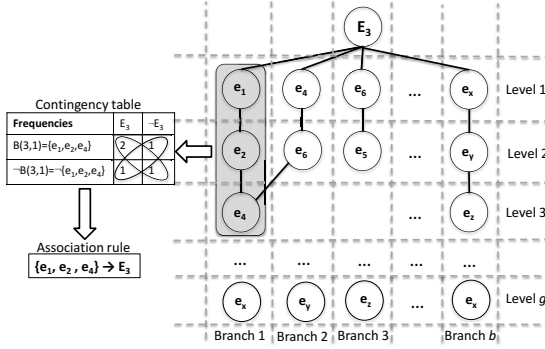 E3
e1 e4 e6 ... ex Level 1
Contingency table
Frequencies E3 ¬E3
B(3,1)={e1,e2,e4} 2 1
¬B(3,1)=¬{e1,e2,e4} 1 1
e2 e6 e5 ey Level 2
e4 ... ez Level 3
Association rule
{e1, e2 , e4} → E3
... ... ... ... ...
ex ey ez ... ex Level g
Branch 1 Branch 2 Branch 3 Branch b